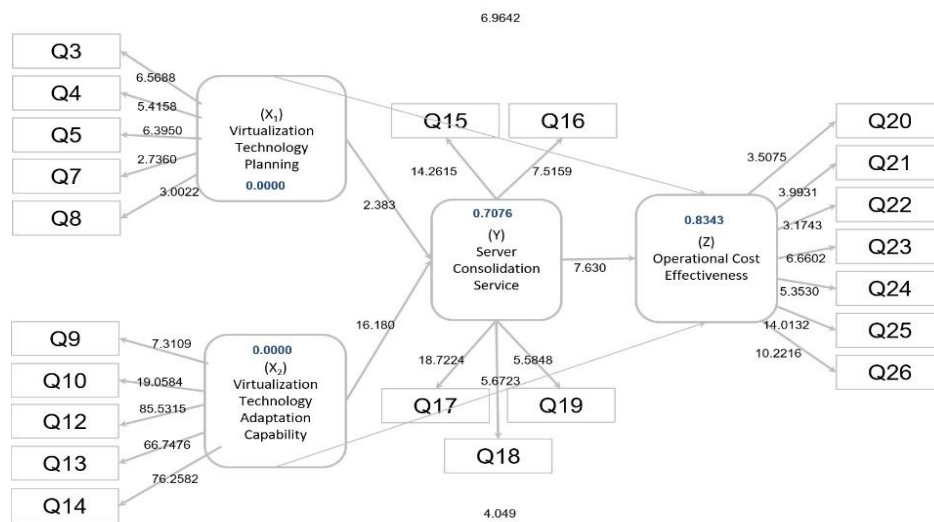 6.9642
Q3
Q4
Q5
Q7
Q8
6.5688
5.4158
6.3950
2.7360
3.0022
(X₁)
Virtualization
Technology
Planning
0.0000
Q15
Q16
14.2615
7.5159
2.383
16.180
0.7076
(Y)
Server
Consolidation
Service
7.630
0.8343
(Z)
Operational Cost
Effectiveness
3.5075
3.9931
3.1743
6.6602
5.3530
14.0132
10.2216
Q20
Q21
Q22
Q23
Q24
Q25
Q26
Q9
Q10
Q12
Q13
Q14
7.3109
19.0584
85.5315
66.7476
76.2582
0.0000
(X₂)
Virtualization
Technology
Adaptation
Capability
18.7224
5.6723
5.5848
Q17
Q19
Q18
4.049